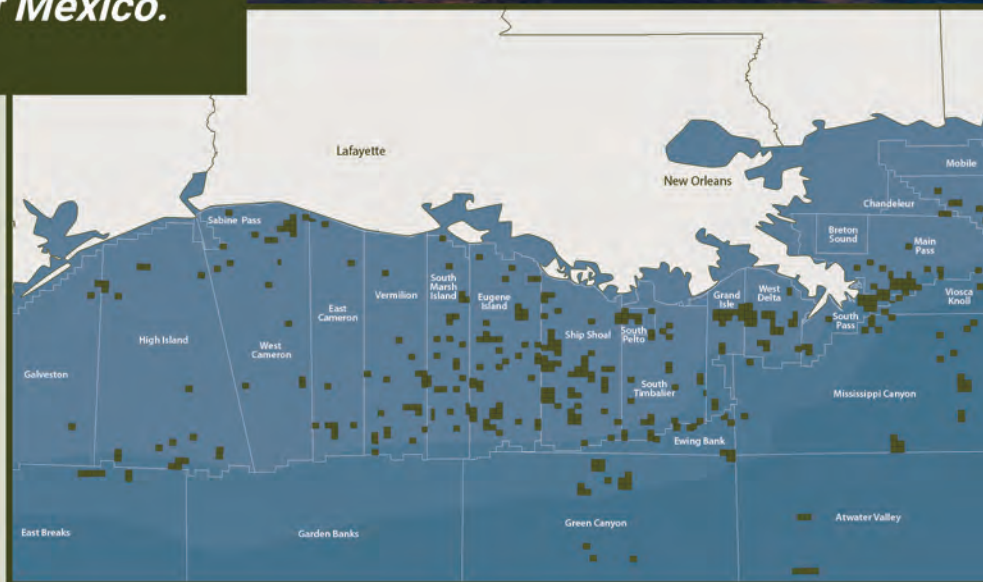 Mexico.
Lafayette
New Orleans
Mobile
Sabine Pass
Chandeleur
Breton
Sound
Main
Pass
South
Marsh
Island
Vermilion
Eugene
Island
Grand
Isle
West
Delta
Viosca
Knoll
East
Cameron
South
Pass
High Island
West
Cameron
Ship Shoal
South
Pelto
Galveston
South
Timbalier
Mississippi Canyon
Ewing Bank
East Breaks
Garden Banks
Green Canyon
Atwater Valley